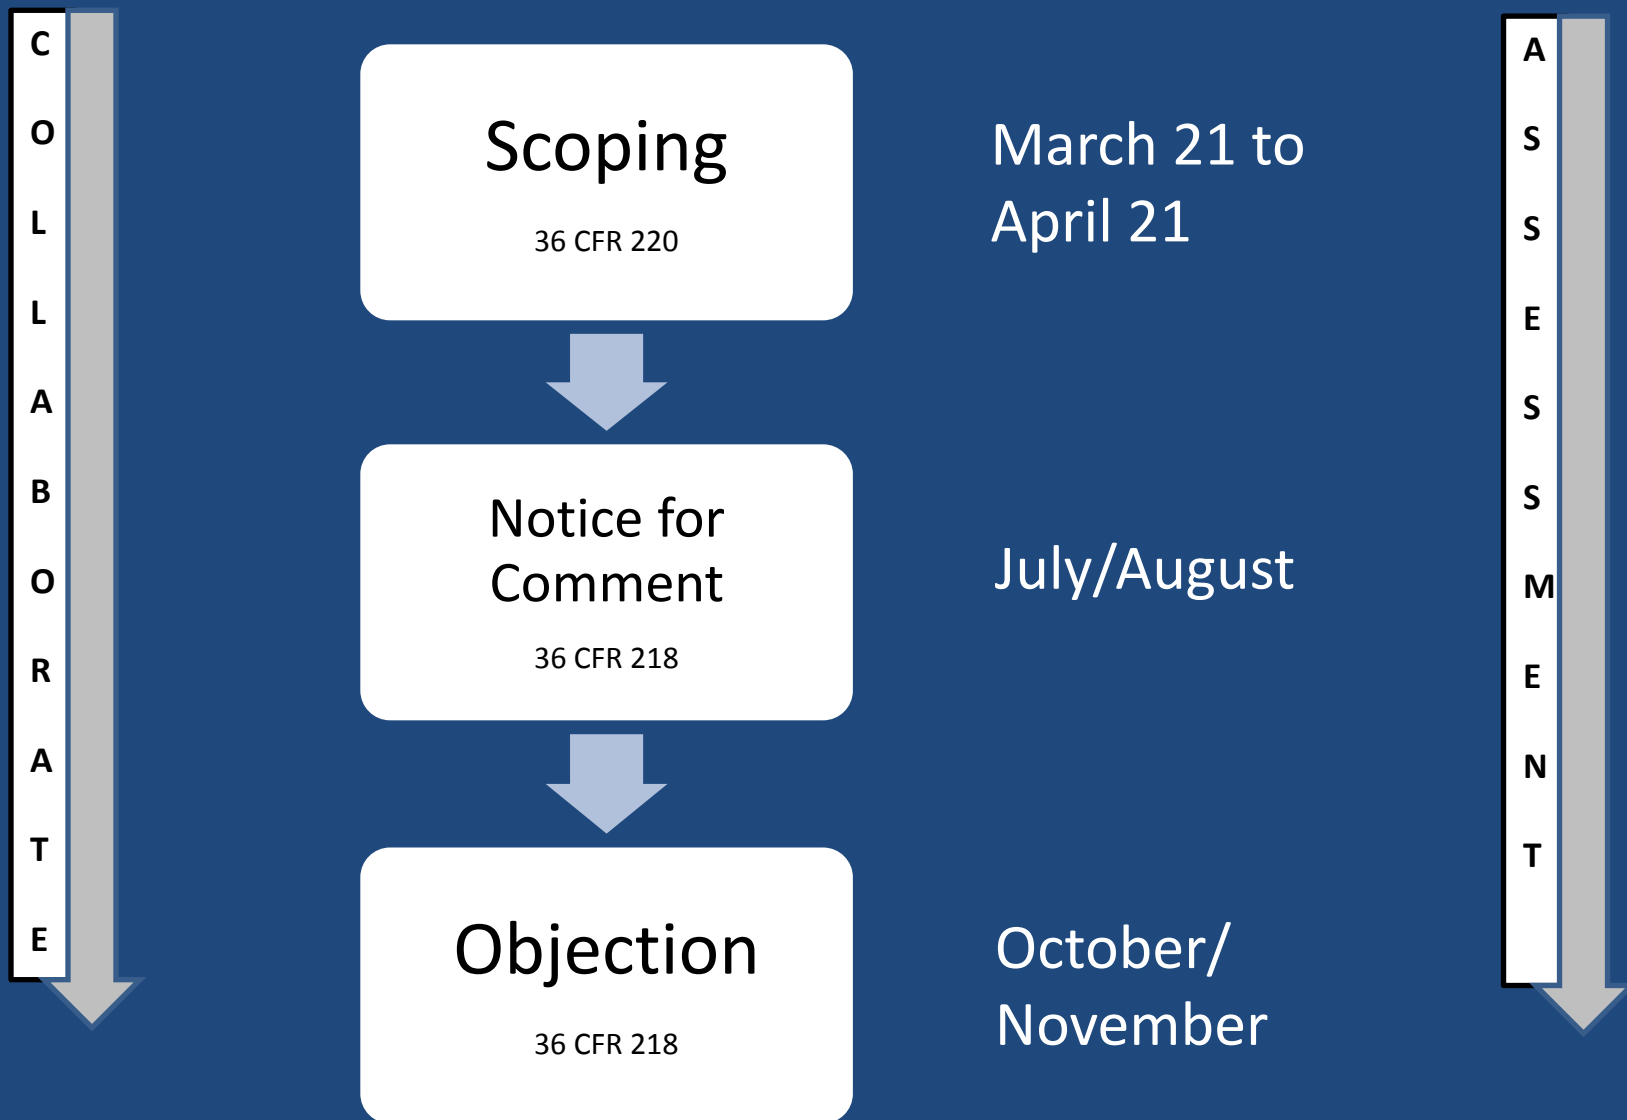 COLLABORATE
Scoping
36 CFR 220
March 21 to
April 21
Notice for
Comment
36 CFR 218
July/August
Objection
36 CFR 218
October/
November
ASSESSMENT